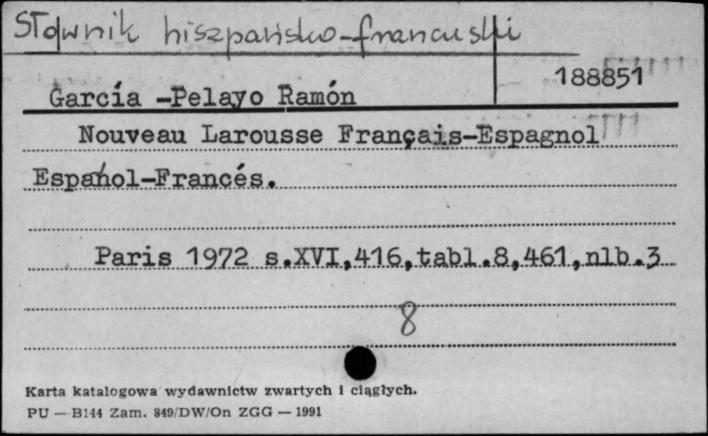 Słownik hiszpańsko-francuski
188851
García -Pelayo Ramón
Nouveau Larousse Français-Espagnol
Español-Francés.
Paris 1972 s.XVI,416,tabl.8,461,nlb.3
8
Karta katalogowa wydawnictw zwartych i ciągłych.
PU — B144 Zam. 849/DW/On ZGG — 1991